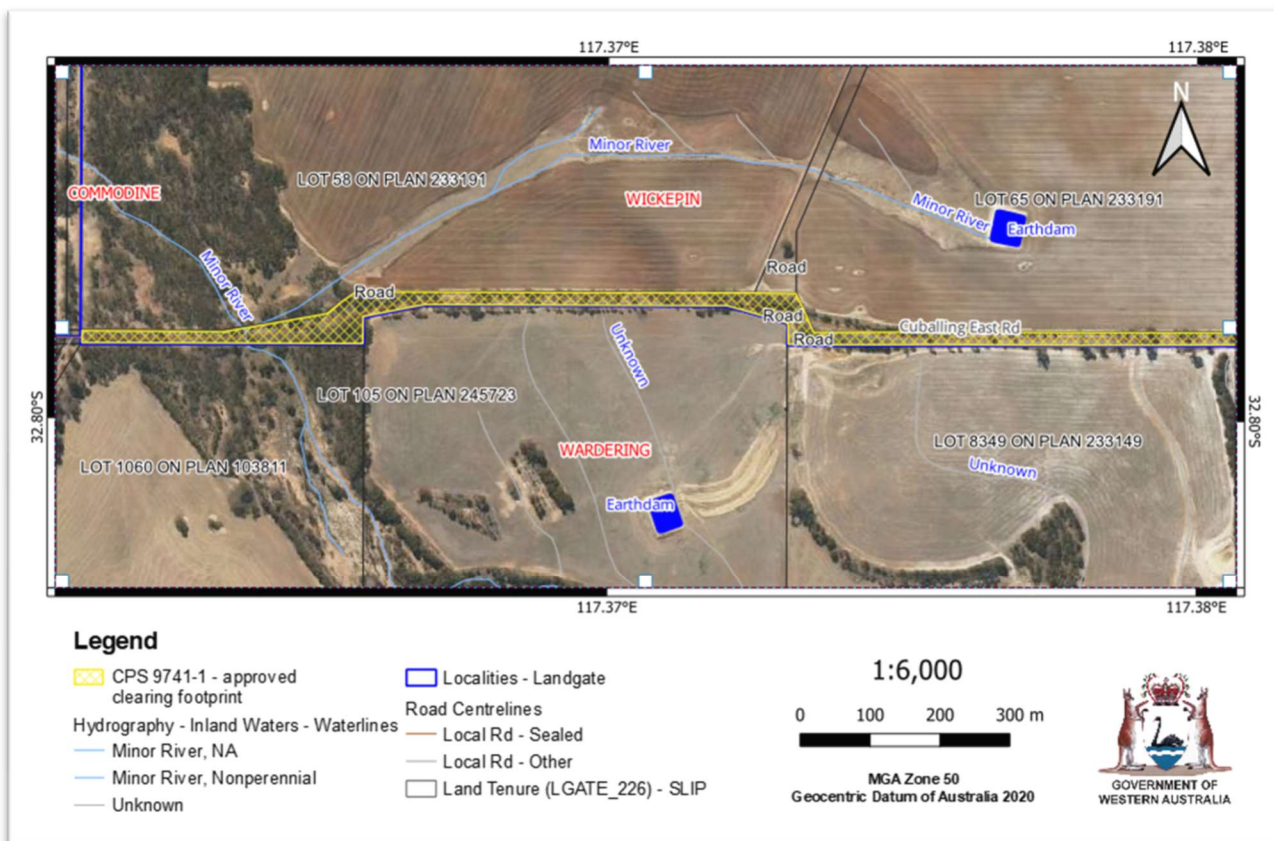 117.37°E
117.38°E
N
Minor River
LOT 58 ON PLAN 233191
COMMODINE
WICKEPIN
LOT 65 ON PLAN 233191
Minor River
Earthdam
Minor River
Road
Road
Road
Cuballing East Rd
Road
Unknown
LOT 105 ON PLAN 245723
32.80°S
32.80°S
WARDERING
LOT 8349 ON PLAN 233149
LOT 1060 ON PLAN 103811
Unknown
Earthdam
117.37°E
117.38°E
Legend
CPS 9741-1 - approved
clearing footprint
Hydrography - Inland Waters - Waterlines
Minor River, NA
Minor River, Nonperennial
Unknown
Localities - Landgate
Road Centrelines
Local Rd - Sealed
Local Rd - Other
Land Tenure (LGATE_226) - SLIP
1:6,000
0 100 200 300 m
MGA Zone 50
Geocentric Datum of Australia 2020
GOVERNMENT OF
WESTERN AUSTRALIA